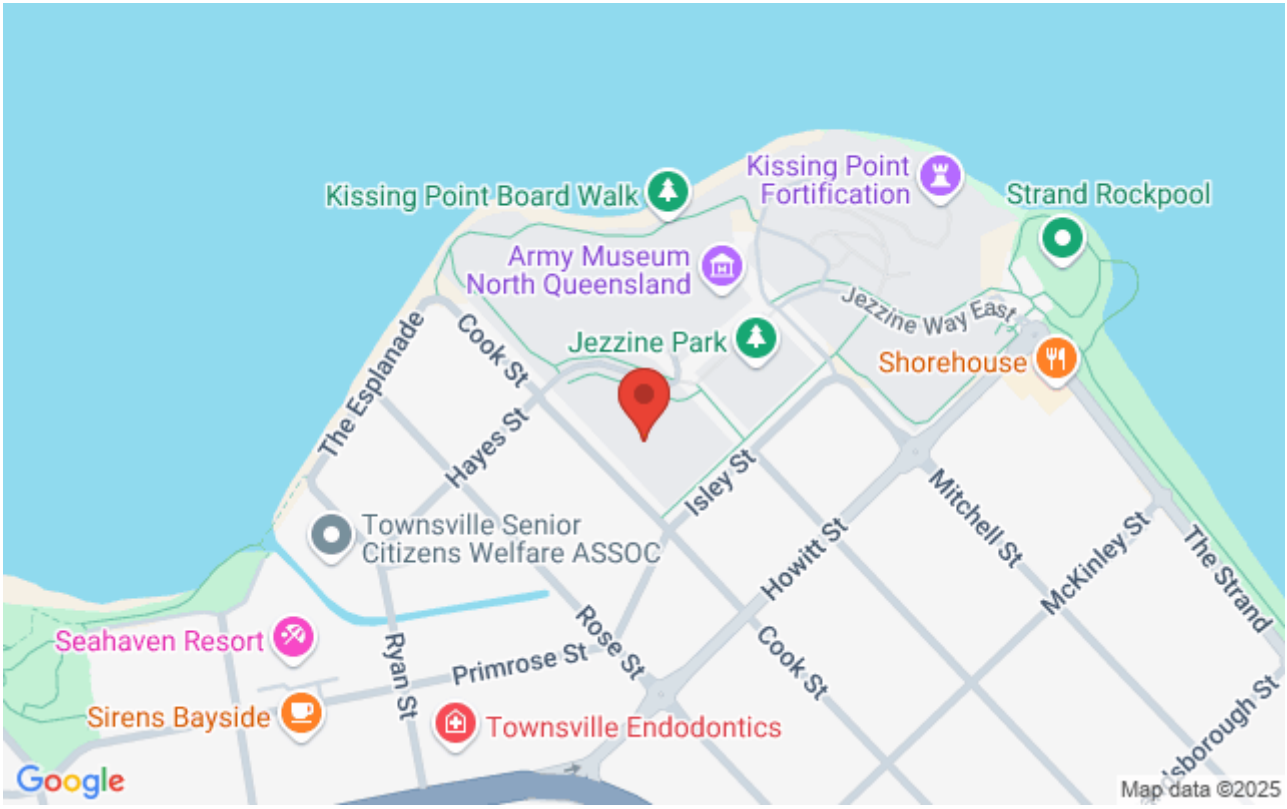 Kissing Point Board Walk
Kissing Point
Fortification
Strand Rockpool
Army Museum
North Queensland
Jezzine Way East
Jezzine Park
Shorehouse
The Esplanade
Cook St
Hayes St
Isley St
Mitchell St
Howitt St
McKinley St
The Strand
Townsville Senior
Citizens Welfare ASSOC
Seahaven Resort
Ryan St
Primrose St
Rose St
Cook St
Sirens Bayside
Townsville Endodontics
dsborough St
Google
Map data ©2025